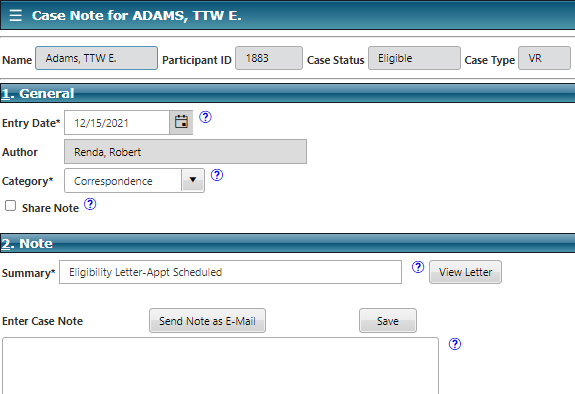 ☰ Case Note for ADAMS, TTW E.
Name Adams, TTW E. Participant ID 1883 Case Status Eligible Case Type VR
1. General
Entry Date* 12/15/2021 ?
Author Renda, Robert
Category* Correspondence ?
Share Note ?
2. Note
Summary* Eligibility Letter-Appt Scheduled ? View Letter
Enter Case Note Send Note as E-Mail Save
?